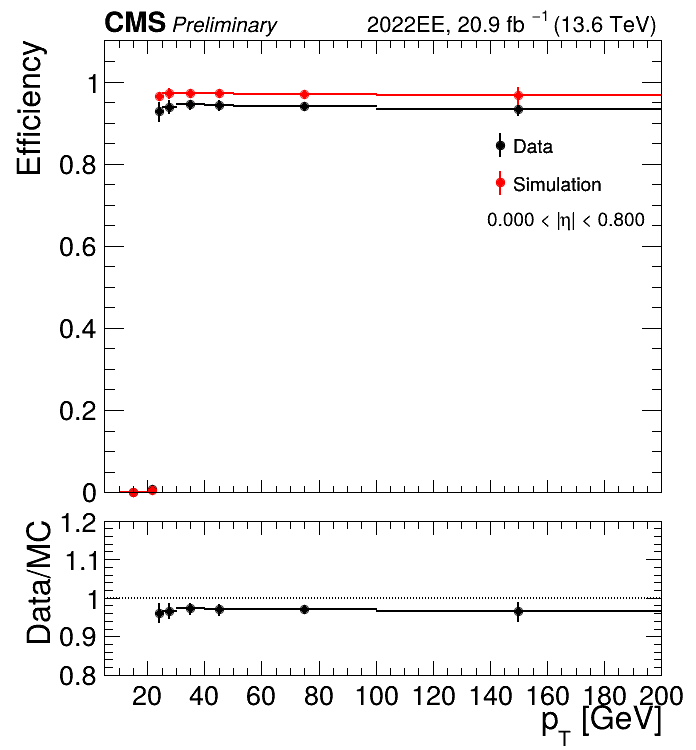 CMS Preliminary 2022EE, 20.9 fb⁻¹ (13.6 TeV)
Efficiency
1
0.8
0.6
0.4
0.2
0
Data
Simulation
0.000 < |η| < 0.800
Data/MC
1.2
1.1
1
0.9
0.8
20 40 60 80 100 120 140 160 180 200
p_T [GeV]